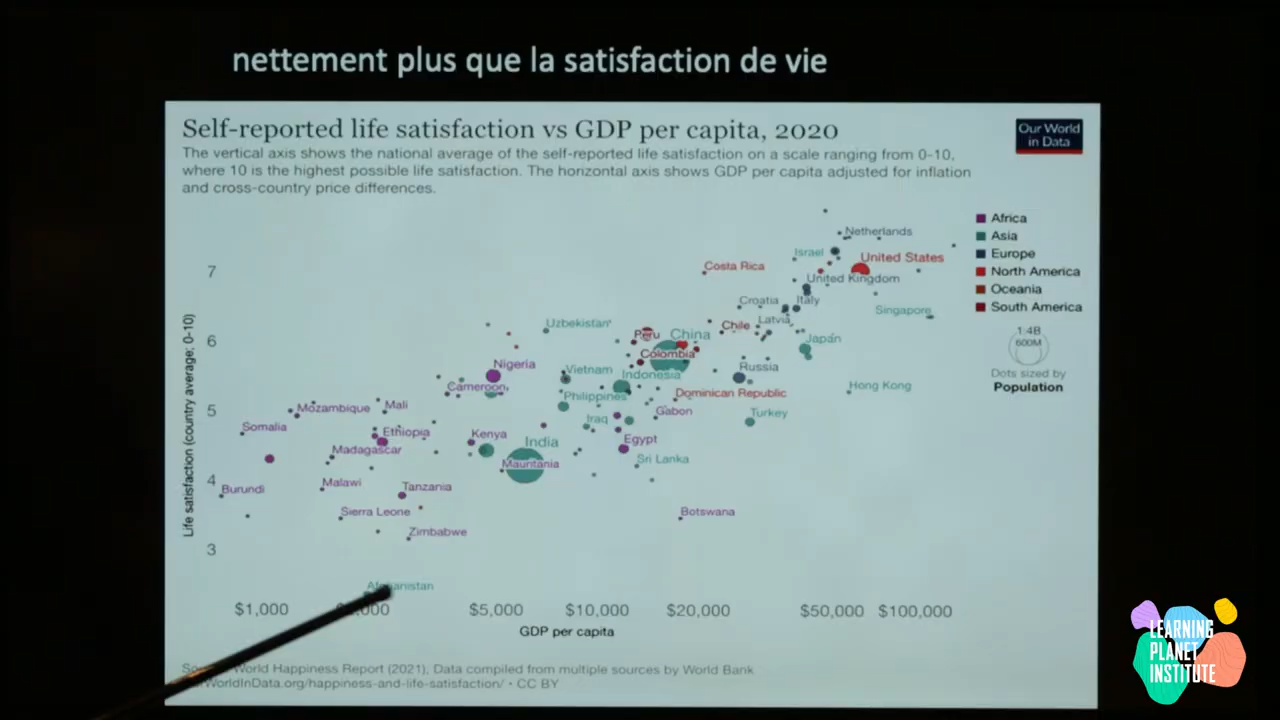 nettement plus que la satisfaction de vie
Self-reported life satisfaction vs GDP per capita, 2020
Our World
in Data
The vertical axis shows the national average of the self-reported life satisfaction on a scale ranging from 0-10,
where 10 is the highest possible life satisfaction. The horizontal axis shows GDP per capita adjusted for inflation
and cross-country price differences.
Africa
Asia
Europe
North America
Oceania
South America
1:4B
600M
Dots sized by
Population
Life satisfaction (country average; 0-10)
7
6
5
4
3
Netherlands
Israel
United States
Costa Rica
United Kingdom
Croatia
Italy
Singapore
Uzbekistan
Latvia
Chile
Peru
China
Japan
Colombia
Nigeria
Vietnam
Indonesia
Russia
Cameroon
Hong Kong
Philippines
Dominican Republic
Mozambique
Mali
Gabon
Turkey
Iraq
Somalia
Ethiopia
Kenya
Egypt
India
Madagascar
Sri Lanka
Mauritania
Burundi
Malawi
Tanzania
Sierra Leone
Botswana
Zimbabwe
$1,000
$5,000
$10,000
$20,000
$50,000
$100,000
GDP per capita
World Happiness Report (2021), Data compiled from multiple sources by World Bank
WorldInData.org/happiness-and-life-satisfaction/ • CC BY
LEARNING
PLANET
INSTITUTE